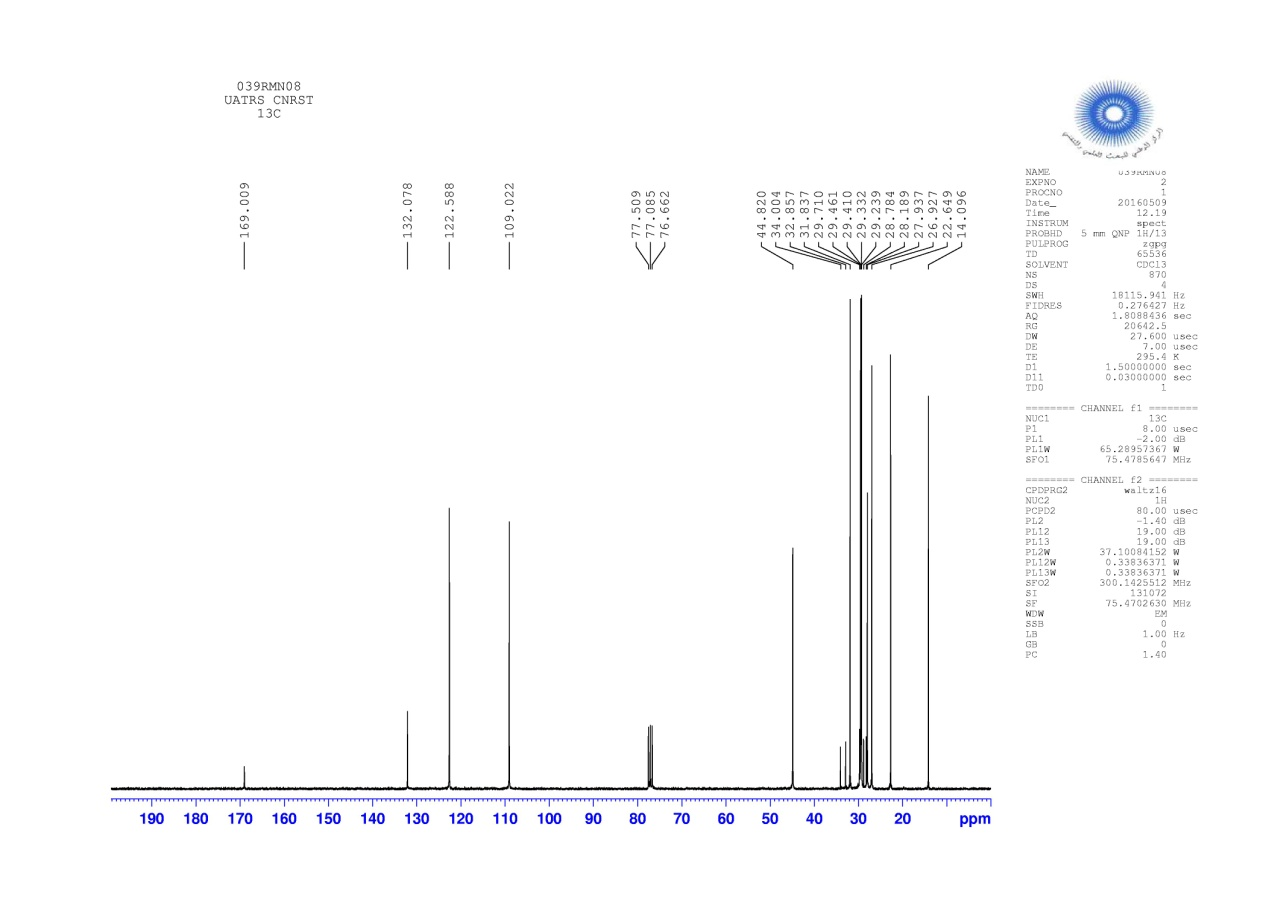 039RMN08
UATRS CNRST
13C
169.009
132.078
122.588
109.022
77.509
77.085
76.662
44.820
34.004
32.857
31.837
29.710
29.461
29.410
29.332
29.239
28.784
28.189
27.937
26.927
22.649
14.096
المركز الوطني للبحث العلمي والتقني
NAME 039RMN08
EXPNO 2
PROCNO 1
Date_ 20160509
Time 12.19
INSTRUM spect
PROBHD 5 mm QNP 1H/13
PULPROG zgpg
TD 65536
SOLVENT CDCl3
NS 870
DS 4
SWH 18115.941 Hz
FIDRES 0.276427 Hz
AQ 1.8088436 sec
RG 20642.5
DW 27.600 usec
DE 7.00 usec
TE 295.4 K
D1 1.50000000 sec
D11 0.03000000 sec
TD0 1
======== CHANNEL f1 ========
NUC1 13C
P1 8.00 usec
PL1 -2.00 dB
PL1W 65.28957367 W
SFO1 75.4785647 MHz
======== CHANNEL f2 ========
CPDPRG2 waltz16
NUC2 1H
PCPD2 80.00 usec
PL2 -1.40 dB
PL12 19.00 dB
PL13 19.00 dB
PL2W 37.10084152 W
PL12W 0.33836371 W
PL13W 0.33836371 W
SFO2 300.1425512 MHz
SI 131072
SF 75.4702630 MHz
WDW EM
SSB 0
LB 1.00 Hz
GB 0
PC 1.40
190 180 170 160 150 140 130 120 110 100 90 80 70 60 50 40 30 20 ppm